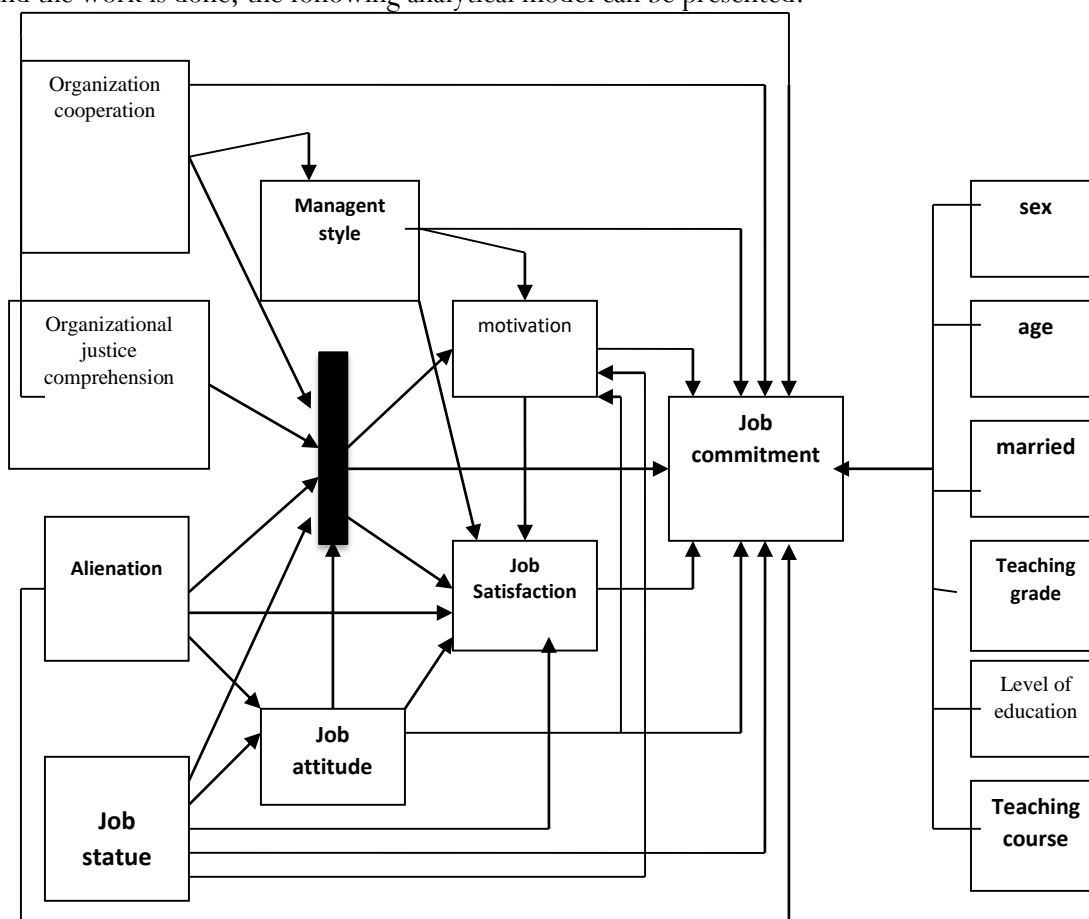 nd the work is done, the following analytical model can be presented:
Organization
cooperation
Managent
style
sex
Organizational
justice
comprehension
motivation
age
Job
commitment
married
Alienation
Job
Satisfaction
Teaching
grade
Job
attitude
Level of
education
Job
statue
Teaching
course